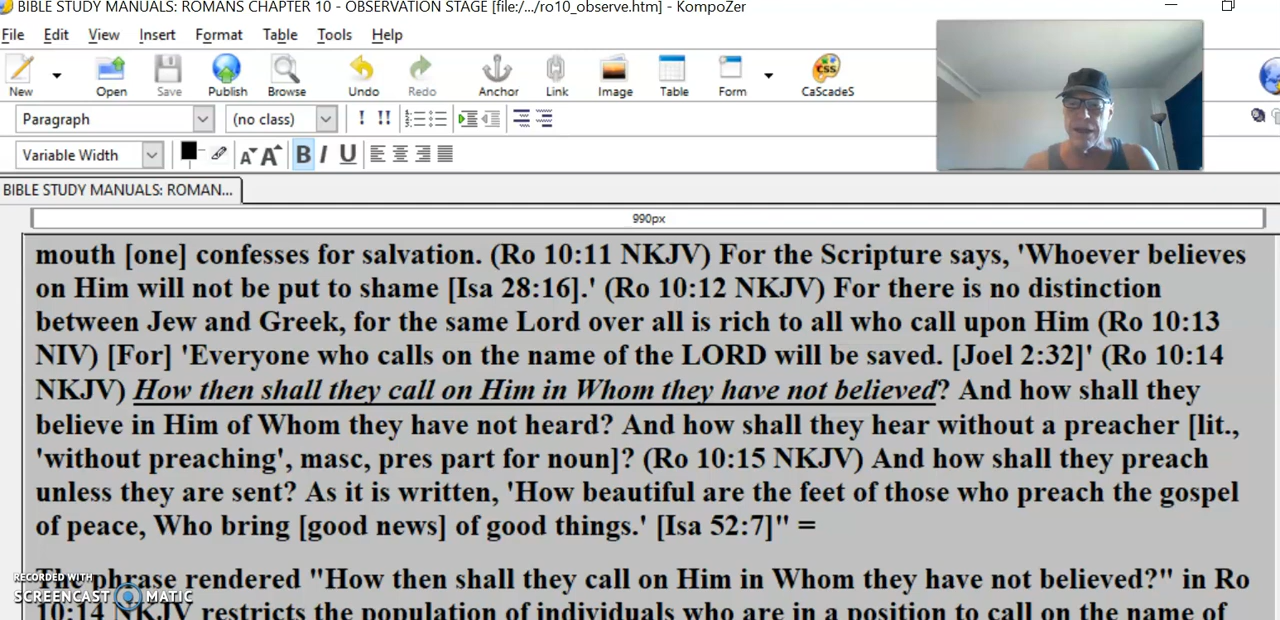 BIBLE STUDY MANUALS: ROMANS CHAPTER 10 - OBSERVATION STAGE [file:/.../ro10_observe.htm] - KompoZer
File Edit View Insert Format Table Tools Help
New Open Save Publish Browse Undo Redo Anchor Link Image Table Form CaScadeS
Paragraph (no class) ! !!
Variable Width A A B I U
BIBLE STUDY MANUALS: ROMAN...
990px
mouth [one] confesses for salvation. (Ro 10:11 NKJV) For the Scripture says, 'Whoever believes
on Him will not be put to shame [Isa 28:16].' (Ro 10:12 NKJV) For there is no distinction
between Jew and Greek, for the same Lord over all is rich to all who call upon Him (Ro 10:13
NIV) [For] 'Everyone who calls on the name of the LORD will be saved. [Joel 2:32]' (Ro 10:14
NKJV) How then shall they call on Him in Whom they have not believed? And how shall they
believe in Him of Whom they have not heard? And how shall they hear without a preacher [lit.,
'without preaching', masc, pres part for noun]? (Ro 10:15 NKJV) And how shall they preach
unless they are sent? As it is written, 'How beautiful are the feet of those who preach the gospel
of peace, Who bring [good news] of good things.' [Isa 52:7]" =
The phrase rendered "How then shall they call on Him in Whom they have not believed?" in Ro
10:14 NKJV restricts the population of individuals who are in a position to call on the name of
RECORDED WITH
SCREENCAST MATIC